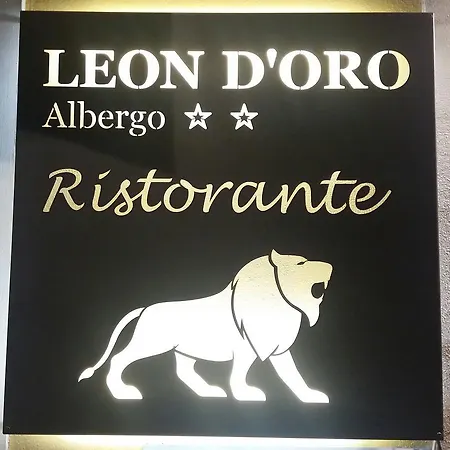 LEON D'ORO
Albergo ☆ ☆
Ristorante